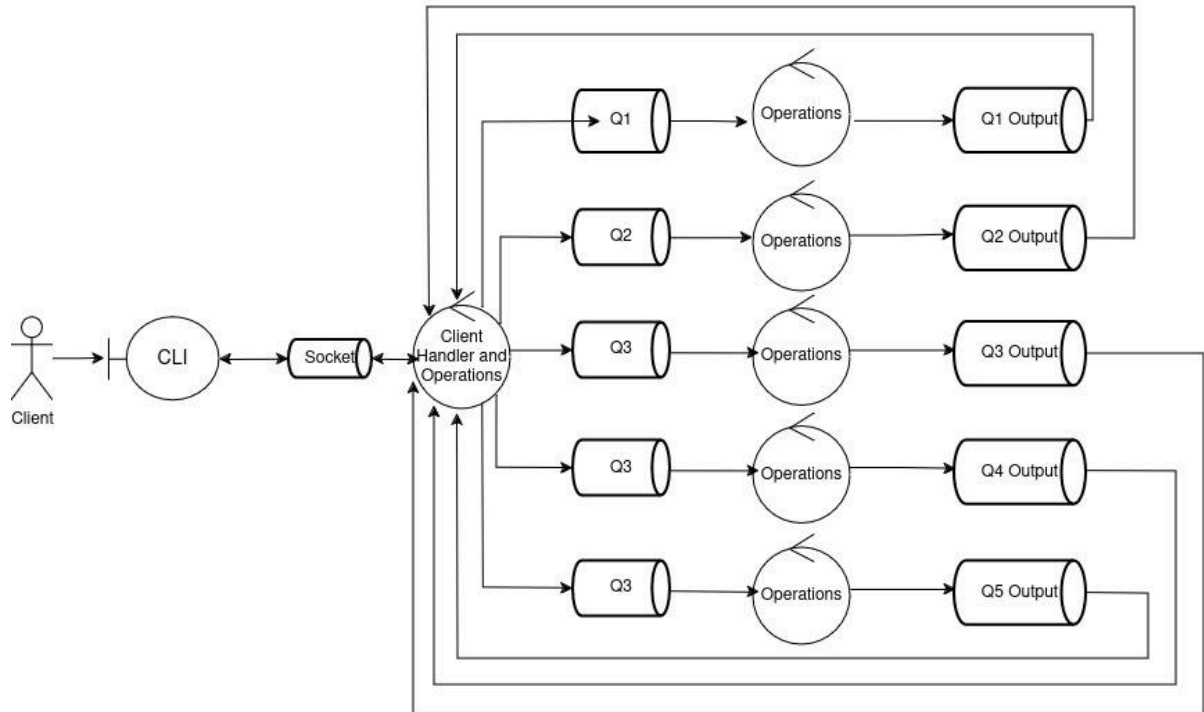 Q1
Operations
Q1 Output
Q2
Operations
Q2 Output
Client
CLI
Socket
Client
Handler and
Operations
Q3
Operations
Q3 Output
Q3
Operations
Q4 Output
Q3
Operations
Q5 Output